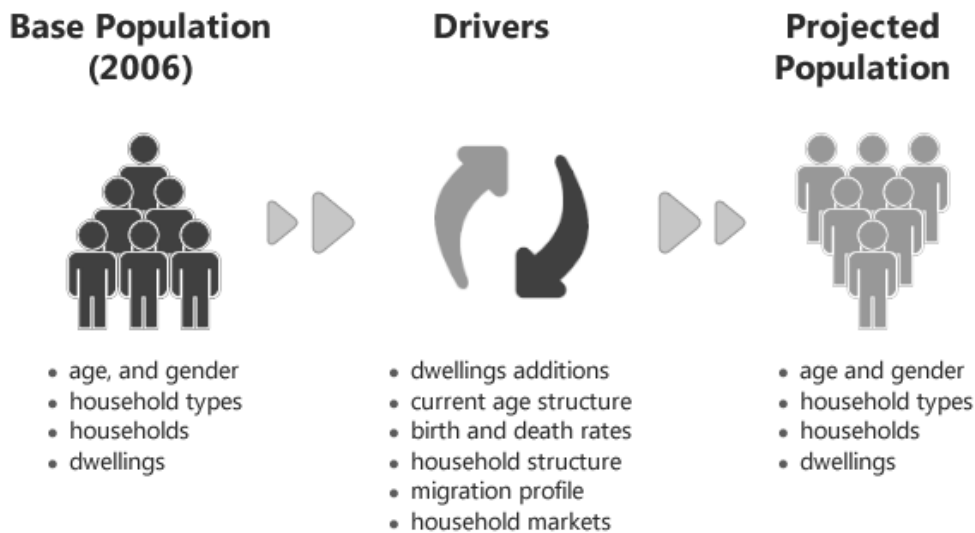 Base Population
(2006)
Drivers
Projected
Population
• age, and gender
• household types
• households
• dwellings
• dwellings additions
• current age structure
• birth and death rates
• household structure
• migration profile
• household markets
• age and gender
• household types
• households
• dwellings